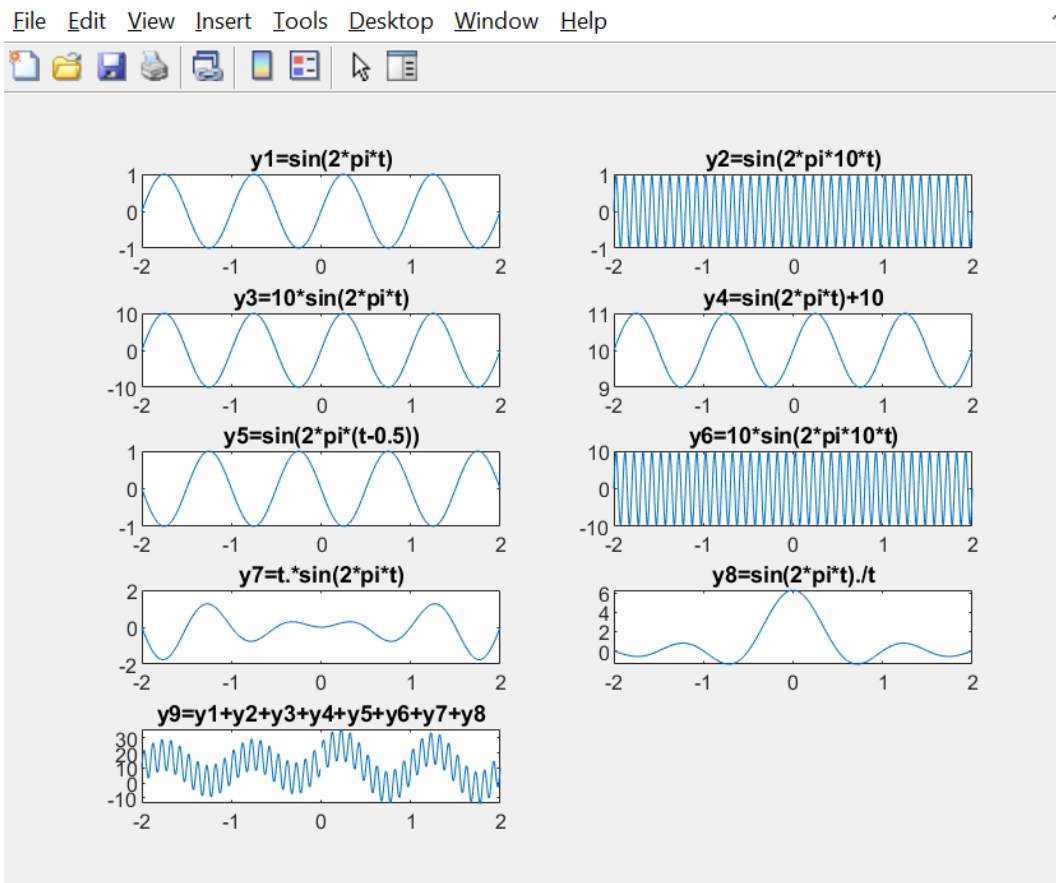 File Edit View Insert Tools Desktop Window Help
y1=sin(2*pi*t)
1
0
-1
-2 -1 0 1 2
y2=sin(2*pi*10*t)
1
0
-1
-2 -1 0 1 2
y3=10*sin(2*pi*t)
10
0
-10
-2 -1 0 1 2
y4=sin(2*pi*t)+10
11
10
9
-2 -1 0 1 2
y5=sin(2*pi*(t-0.5))
1
0
-1
-2 -1 0 1 2
y6=10*sin(2*pi*10*t)
10
0
-10
-2 -1 0 1 2
y7=t.*sin(2*pi*t)
2
0
-2
-2 -1 0 1 2
y8=sin(2*pi*t)./t
6
4
2
0
-2 -1 0 1 2
y9=y1+y2+y3+y4+y5+y6+y7+y8
30
20
10
0
-10
-2 -1 0 1 2